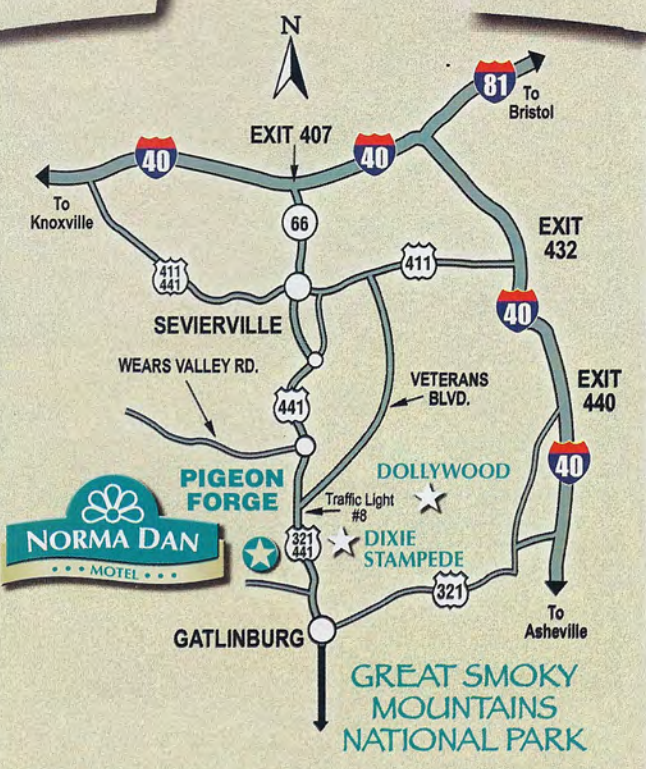 N
81
To
Bristol
EXIT 407
40
40
To
Knoxville
66
EXIT
432
411
441
411
40
SEVIERVILLE
WEARS VALLEY RD.
VETERANS
BLVD.
EXIT
440
441
40
PIGEON
FORGE
DOLLYWOOD
Traffic Light
#8
NORMA DAN
• • • MOTEL • • •
321
441
DIXIE
STAMPEDE
321
To
Asheville
GATLINBURG
GREAT SMOKY
MOUNTAINS
NATIONAL PARK